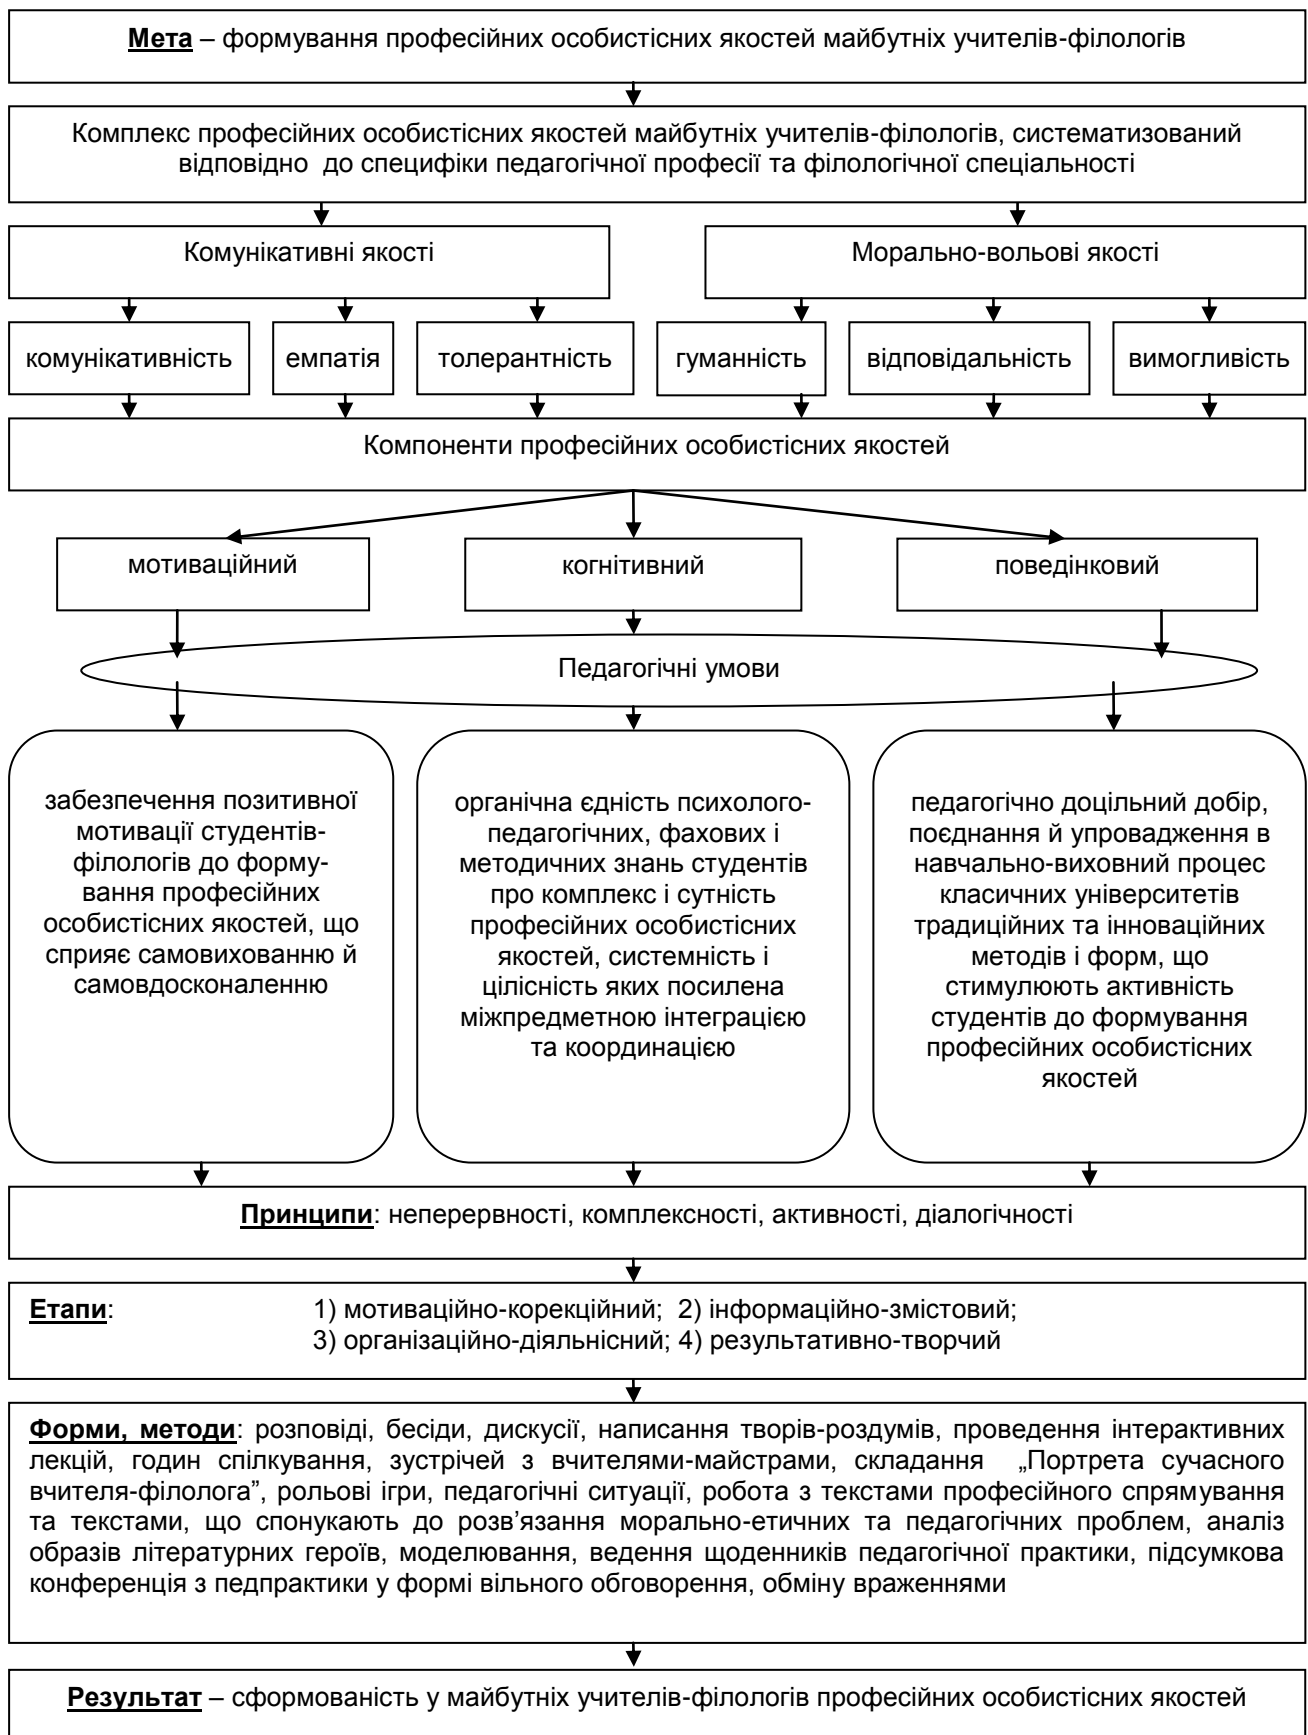 Мета – формування професійних особистісних якостей майбутніх учителів-філологів
Комплекс професійних особистісних якостей майбутніх учителів-філологів, систематизований
відповідно до специфіки педагогічної професії та філологічної спеціальності
Комунікативні якості
Морально-вольові якості
комунікативність
емпатія
толерантність
гуманність
відповідальність
вимогливість
Компоненти професійних особистісних якостей
мотиваційний
когнітивний
поведінковий
Педагогічні умови
забезпечення позитивної
мотивації студентів-
філологів до форму-
вання професійних
особистісних якостей, що
сприяє самовихованню й
самовдосконаленню
органічна єдність психолого-
педагогічних, фахових і
методичних знань студентів
про комплекс і сутність
професійних особистісних
якостей, системність і
цілісність яких посилена
міжпредметною інтеграцією
та координацією
педагогічно доцільний добір,
поєднання й упровадження в
навчально-виховний процес
класичних університетів
традиційних та інноваційних
методів і форм, що
стимулюють активність
студентів до формування
професійних особистісних
якостей
Принципи: неперервності, комплексності, активності, діалогічності
Етапи: 1) мотиваційно-корекційний; 2) інформаційно-змістовий;
3) організаційно-діяльнісний; 4) результативно-творчий
Форми, методи: розповіді, бесіди, дискусії, написання творів-роздумів, проведення інтерактивних
лекцій, годин спілкування, зустрічей з вчителями-майстрами, складання „Портрета сучасного
вчителя-філолога”, рольові ігри, педагогічні ситуації, робота з текстами професійного спрямування
та текстами, що спонукають до розв’язання морально-етичних та педагогічних проблем, аналіз
образів літературних героїв, моделювання, ведення щоденників педагогічної практики, підсумкова
конференція з педпрактики у формі вільного обговорення, обміну враженнями
Результат – сформованість у майбутніх учителів-філологів професійних особистісних якостей